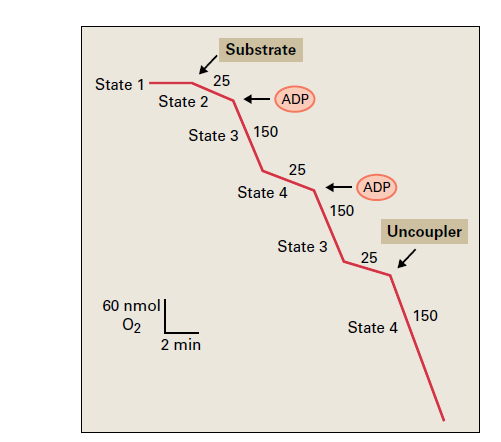 Substrate
State 1
25
State 2
ADP
State 3
150
25
State 4
ADP
150
Uncoupler
State 3
25
60 nmol
O2
2 min
150
State 4